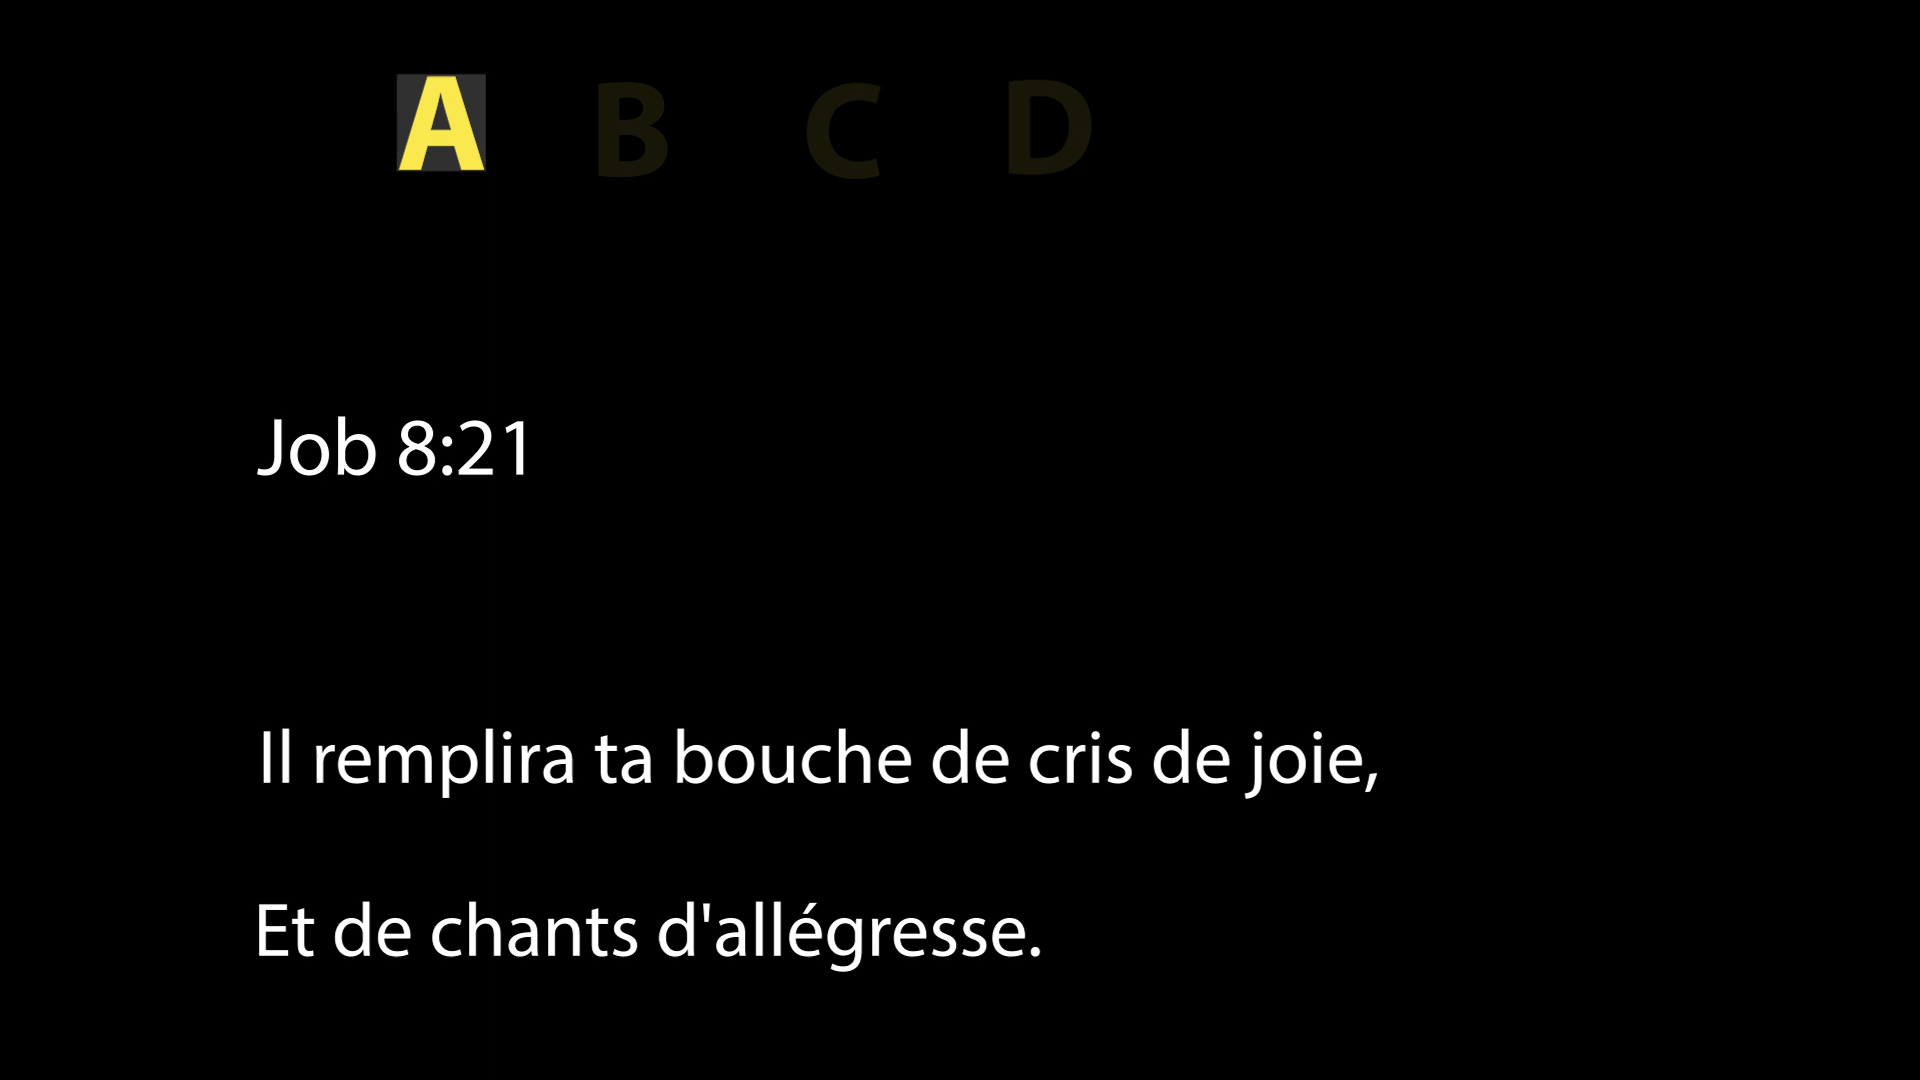 A B C D
Job 8:21
Il remplira ta bouche de cris de joie,
Et de chants d'allégresse.